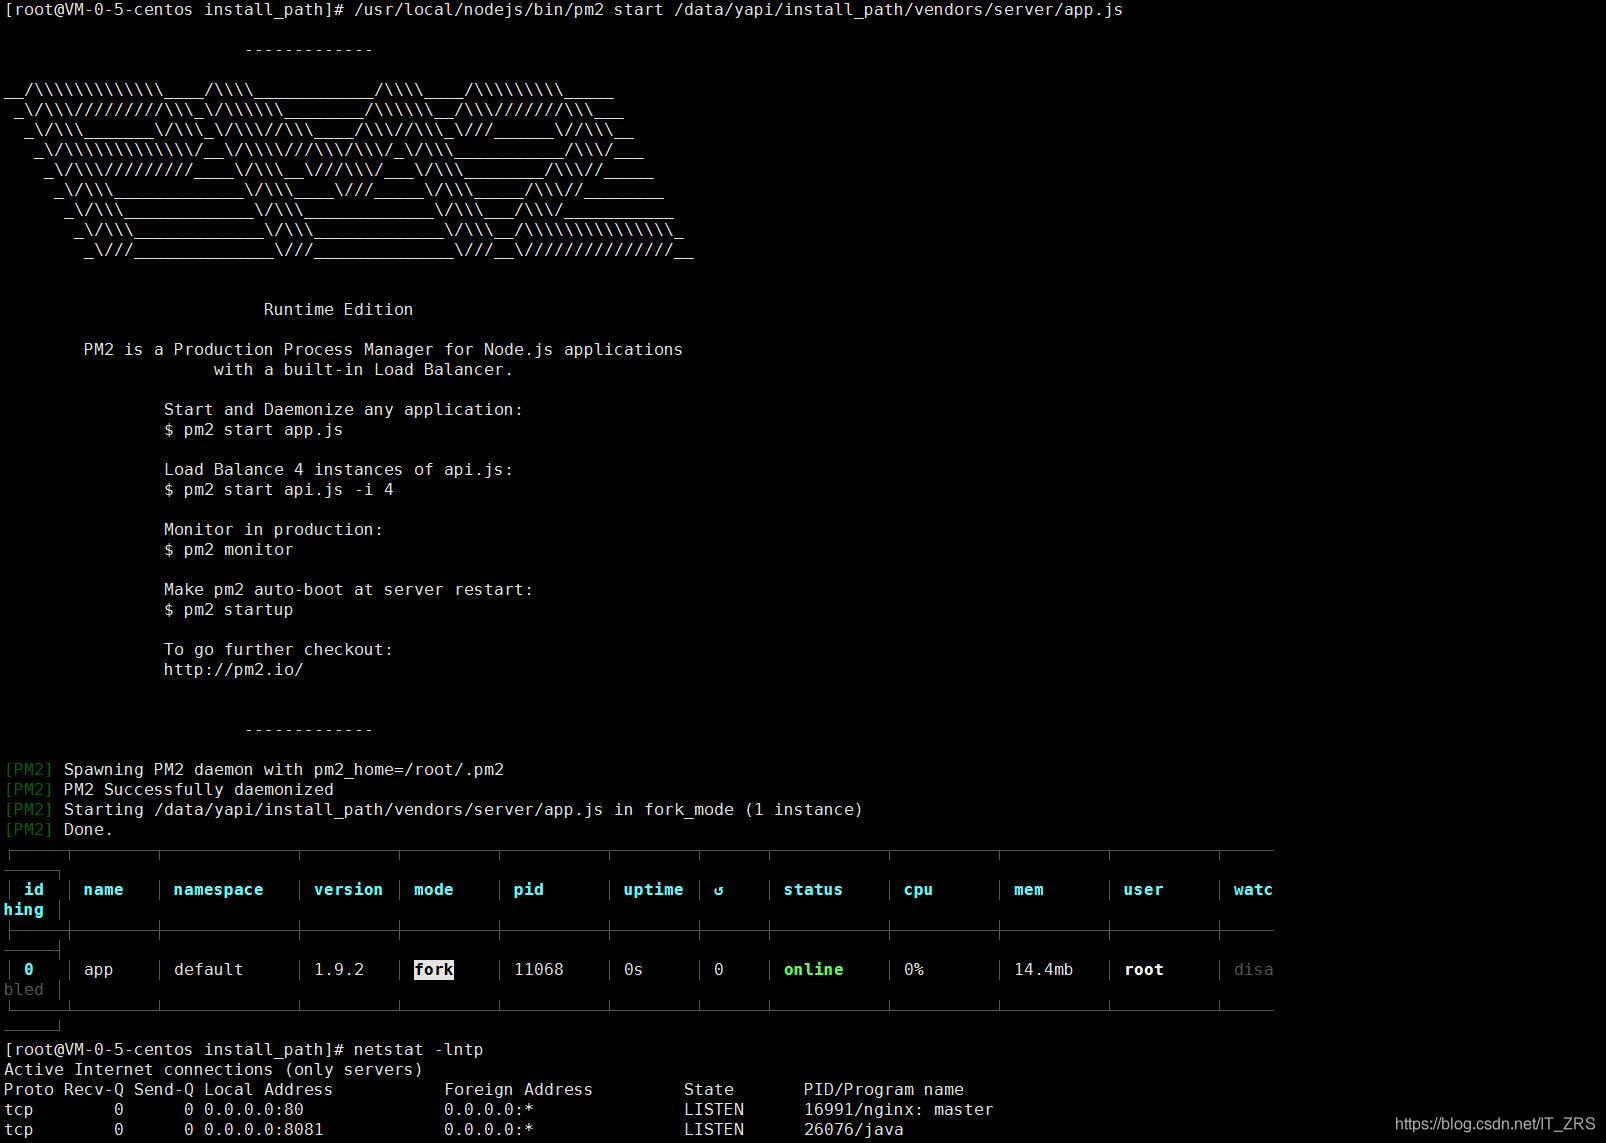 [root@VM-0-5-centos install_path]# /usr/local/nodejs/bin/pm2 start /data/yapi/install_path/vendors/server/app.js
-------------
__/\\\\\\\\\\\\\____/\\\\____________/\\\\____/\\\\\\\\\_____
_\/\\\/////////\\\_\/\\\\\\________/\\\\\\__/\\\///////\\\___
_\/\\\_______\/\\\_\/\\\//\\\____/\\\//\\\_\///______\//\\\__
_\/\\\\\\\\\\\\\/__\/\\\\///\\\/\\\/_\/\\\___________/\\\/___
_\/\\\/////////____\/\\\__\///\\\/___\/\\\________/\\\//_____
_\/\\\_____________\/\\\____\///_____\/\\\_____/\\\//________
_\/\\\_____________\/\\\_____________\/\\\___/\\\/___________
_\/\\\_____________\/\\\_____________\/\\\__/\\\\\\\\\\\\\\\_
_\///______________\///______________\///__\///////////////__
Runtime Edition
PM2 is a Production Process Manager for Node.js applications
with a built-in Load Balancer.
Start and Daemonize any application:
$ pm2 start app.js
Load Balance 4 instances of api.js:
$ pm2 start api.js -i 4
Monitor in production:
$ pm2 monitor
Make pm2 auto-boot at server restart:
$ pm2 startup
To go further checkout:
http://pm2.io/
-------------
[PM2] Spawning PM2 daemon with pm2_home=/root/.pm2
[PM2] PM2 Successfully daemonized
[PM2] Starting /data/yapi/install_path/vendors/server/app.js in fork_mode (1 instance)
[PM2] Done.
│ id │ name │ namespace │ version │ mode │ pid │ uptime │ ↺ │ status │ cpu │ mem │ user │ watc
hing │
│ 0 │ app │ default │ 1.9.2 │ fork │ 11068 │ 0s │ 0 │ online │ 0% │ 14.4mb │ root │ disa
bled │
[root@VM-0-5-centos install_path]# netstat -lntp
Active Internet connections (only servers)
Proto Recv-Q Send-Q Local Address Foreign Address State PID/Program name
tcp 0 0 0.0.0.0:80 0.0.0.0:* LISTEN 16991/nginx: master
tcp 0 0 0.0.0.0:8081 0.0.0.0:* LISTEN 26076/java
https://blog.csdn.net/IT_ZRS